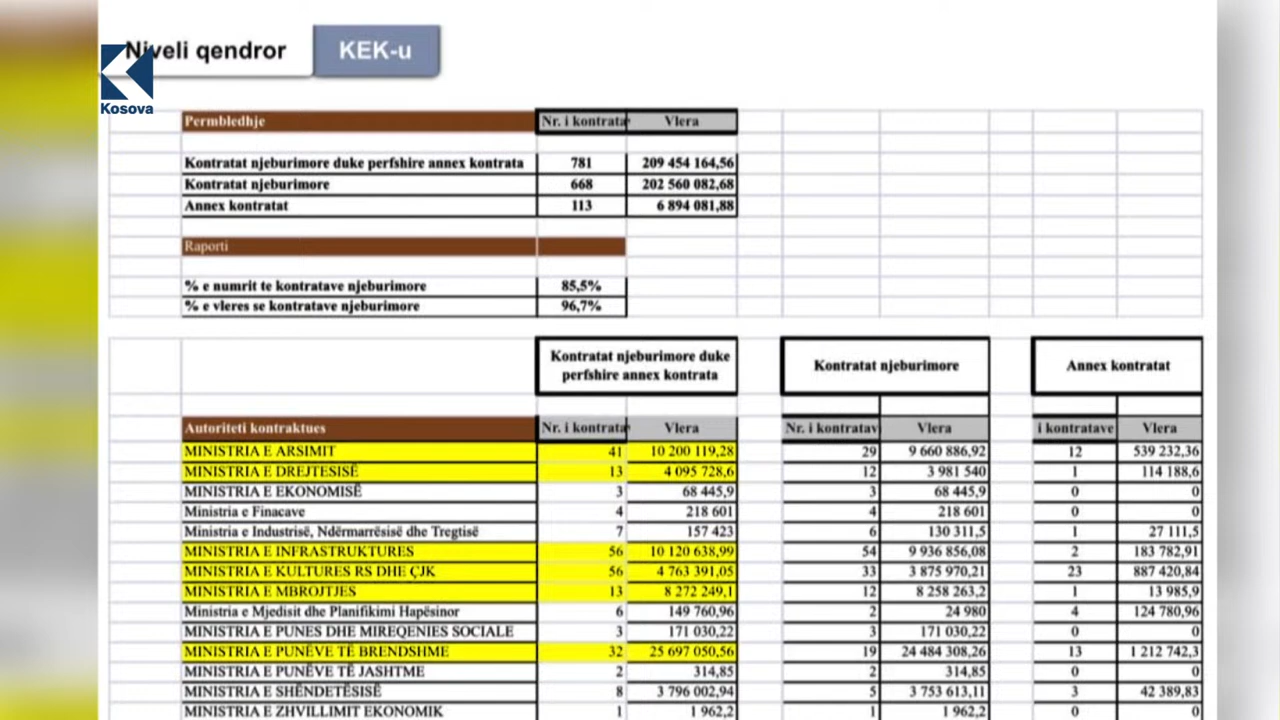 Niveli qendror KEK-u
Kosova
Permbledhje Nr. i kontrata Vlera
Kontratat njeburimore duke perfshire annex kontrata 781 209 454 164,56
Kontratat njeburimore 668 202 560 082,68
Annex kontratat 113 6 894 081,88
Raporti
% e numrit te kontratave njeburimore 85,5%
% e vleres se kontratave njeburimore 96,7%
Kontratat njeburimore duke
perfshire annex kontrata
Kontratat njeburimore
Annex kontratat
Autoriteti kontraktues Nr. i kontrata Vlera Nr. i kontratav Vlera i kontratave Vlera
MINISTRIA E ARSIMIT 41 10 200 119,28 29 9 660 886,92 12 539 232,36
MINISTRIA E DREJTESISË 13 4 095 728,6 12 3 981 540 1 114 188,6
MINISTRIA E EKONOMISË 3 68 445,9 3 68 445,9 0 0
Ministria e Finacave 4 218 601 4 218 601 0 0
Ministria e Industrisë, Ndërmarrësisë dhe Tregtisë 7 157 423 6 130 311,5 1 27 111,5
MINISTRIA E INFRASTRUKTURES 56 10 120 638,99 54 9 936 856,08 2 183 782,91
MINISTRIA E KULTURES RS DHE ÇJK 56 4 763 391,05 33 3 875 970,21 23 887 420,84
MINISTRIA E MBROJTJES 13 8 272 249,1 12 8 258 263,2 1 13 985,9
Ministria e Mjedisit dhe Planifikimi Hapësinor 6 149 760,96 2 24 980 4 124 780,96
MINISTRIA E PUNES DHE MIREQENIES SOCIALE 3 171 030,22 3 171 030,22 0 0
MINISTRIA E PUNËVE TË BRENDSHME 32 25 697 050,56 19 24 484 308,26 13 1 212 742,3
MINISTRIA E PUNËVE TË JASHTME 2 314,85 2 314,85 0 0
MINISTRIA E SHËNDETËSISË 8 3 796 002,94 5 3 753 613,11 3 42 389,83
MINISTRIA E ZHVILLIMIT EKONOMIK 1 1 962,2 1 1 962,2 0 0